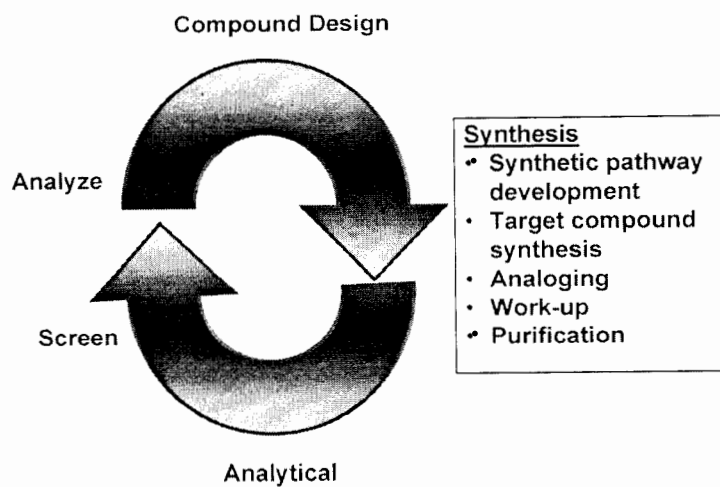 Compound Design
Analyze
Synthesis
• Synthetic pathway
development
• Target compound
synthesis
• Analoging
• Work-up
• Purification
Screen
Analytical